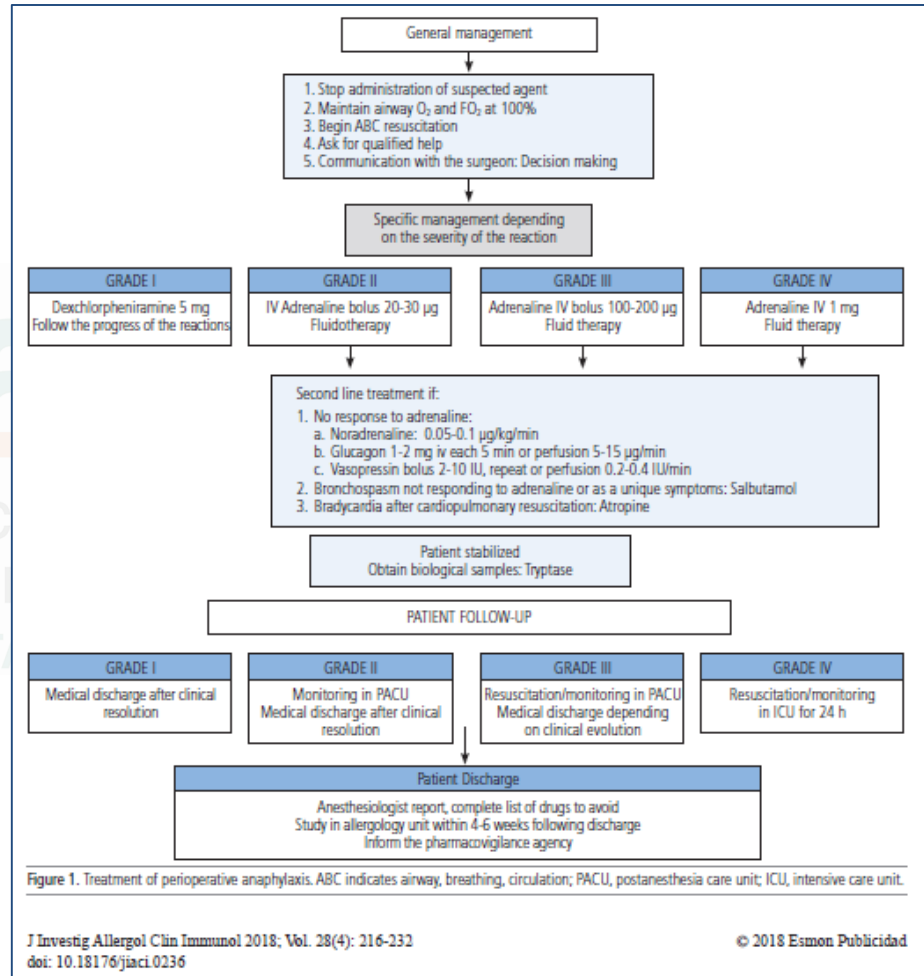 General management
1. Stop administration of suspected agent
2. Maintain airway O₂ and FO₂ at 100%
3. Begin ABC resuscitation
4. Ask for qualified help
5. Communication with the surgeon: Decision making
Specific management depending
on the severity of the reaction
GRADE I
Dexchlorpheniramine 5 mg
Follow the progress of the reactions
GRADE II
IV Adrenaline bolus 20-30 µg
Fluidotherapy
GRADE III
Adrenaline IV bolus 100-200 µg
Fluid therapy
GRADE IV
Adrenaline IV 1 mg
Fluid therapy
Second line treatment if:
1. No response to adrenaline:
a. Noradrenaline: 0.05-0.1 µg/kg/min
b. Glucagon 1-2 mg iv each 5 min or perfusion 5-15 µg/min
c. Vasopressin bolus 2-10 IU, repeat or perfusion 0.2-0.4 IU/min
2. Bronchospasm not responding to adrenaline or as a unique symptoms: Salbutamol
3. Bradycardia after cardiopulmonary resuscitation: Atropine
Patient stabilized
Obtain biological samples: Tryptase
PATIENT FOLLOW-UP
GRADE I
Medical discharge after clinical
resolution
GRADE II
Monitoring in PACU
Medical discharge after clinical
resolution
GRADE III
Resuscitation/monitoring in PACU
Medical discharge depending
on clinical evolution
GRADE IV
Resuscitation/monitoring
in ICU for 24 h
Patient Discharge
Anesthesiologist report, complete list of drugs to avoid
Study in allergology unit within 4-6 weeks following discharge
Inform the pharmacovigilance agency
Figure 1. Treatment of perioperative anaphylaxis. ABC indicates airway, breathing, circulation; PACU, postanesthesia care unit; ICU, intensive care unit.
J Investig Allergol Clin Immunol 2018; Vol. 28(4): 216-232
© 2018 Esmon Publicidad
doi: 10.18176/jiaci.0236